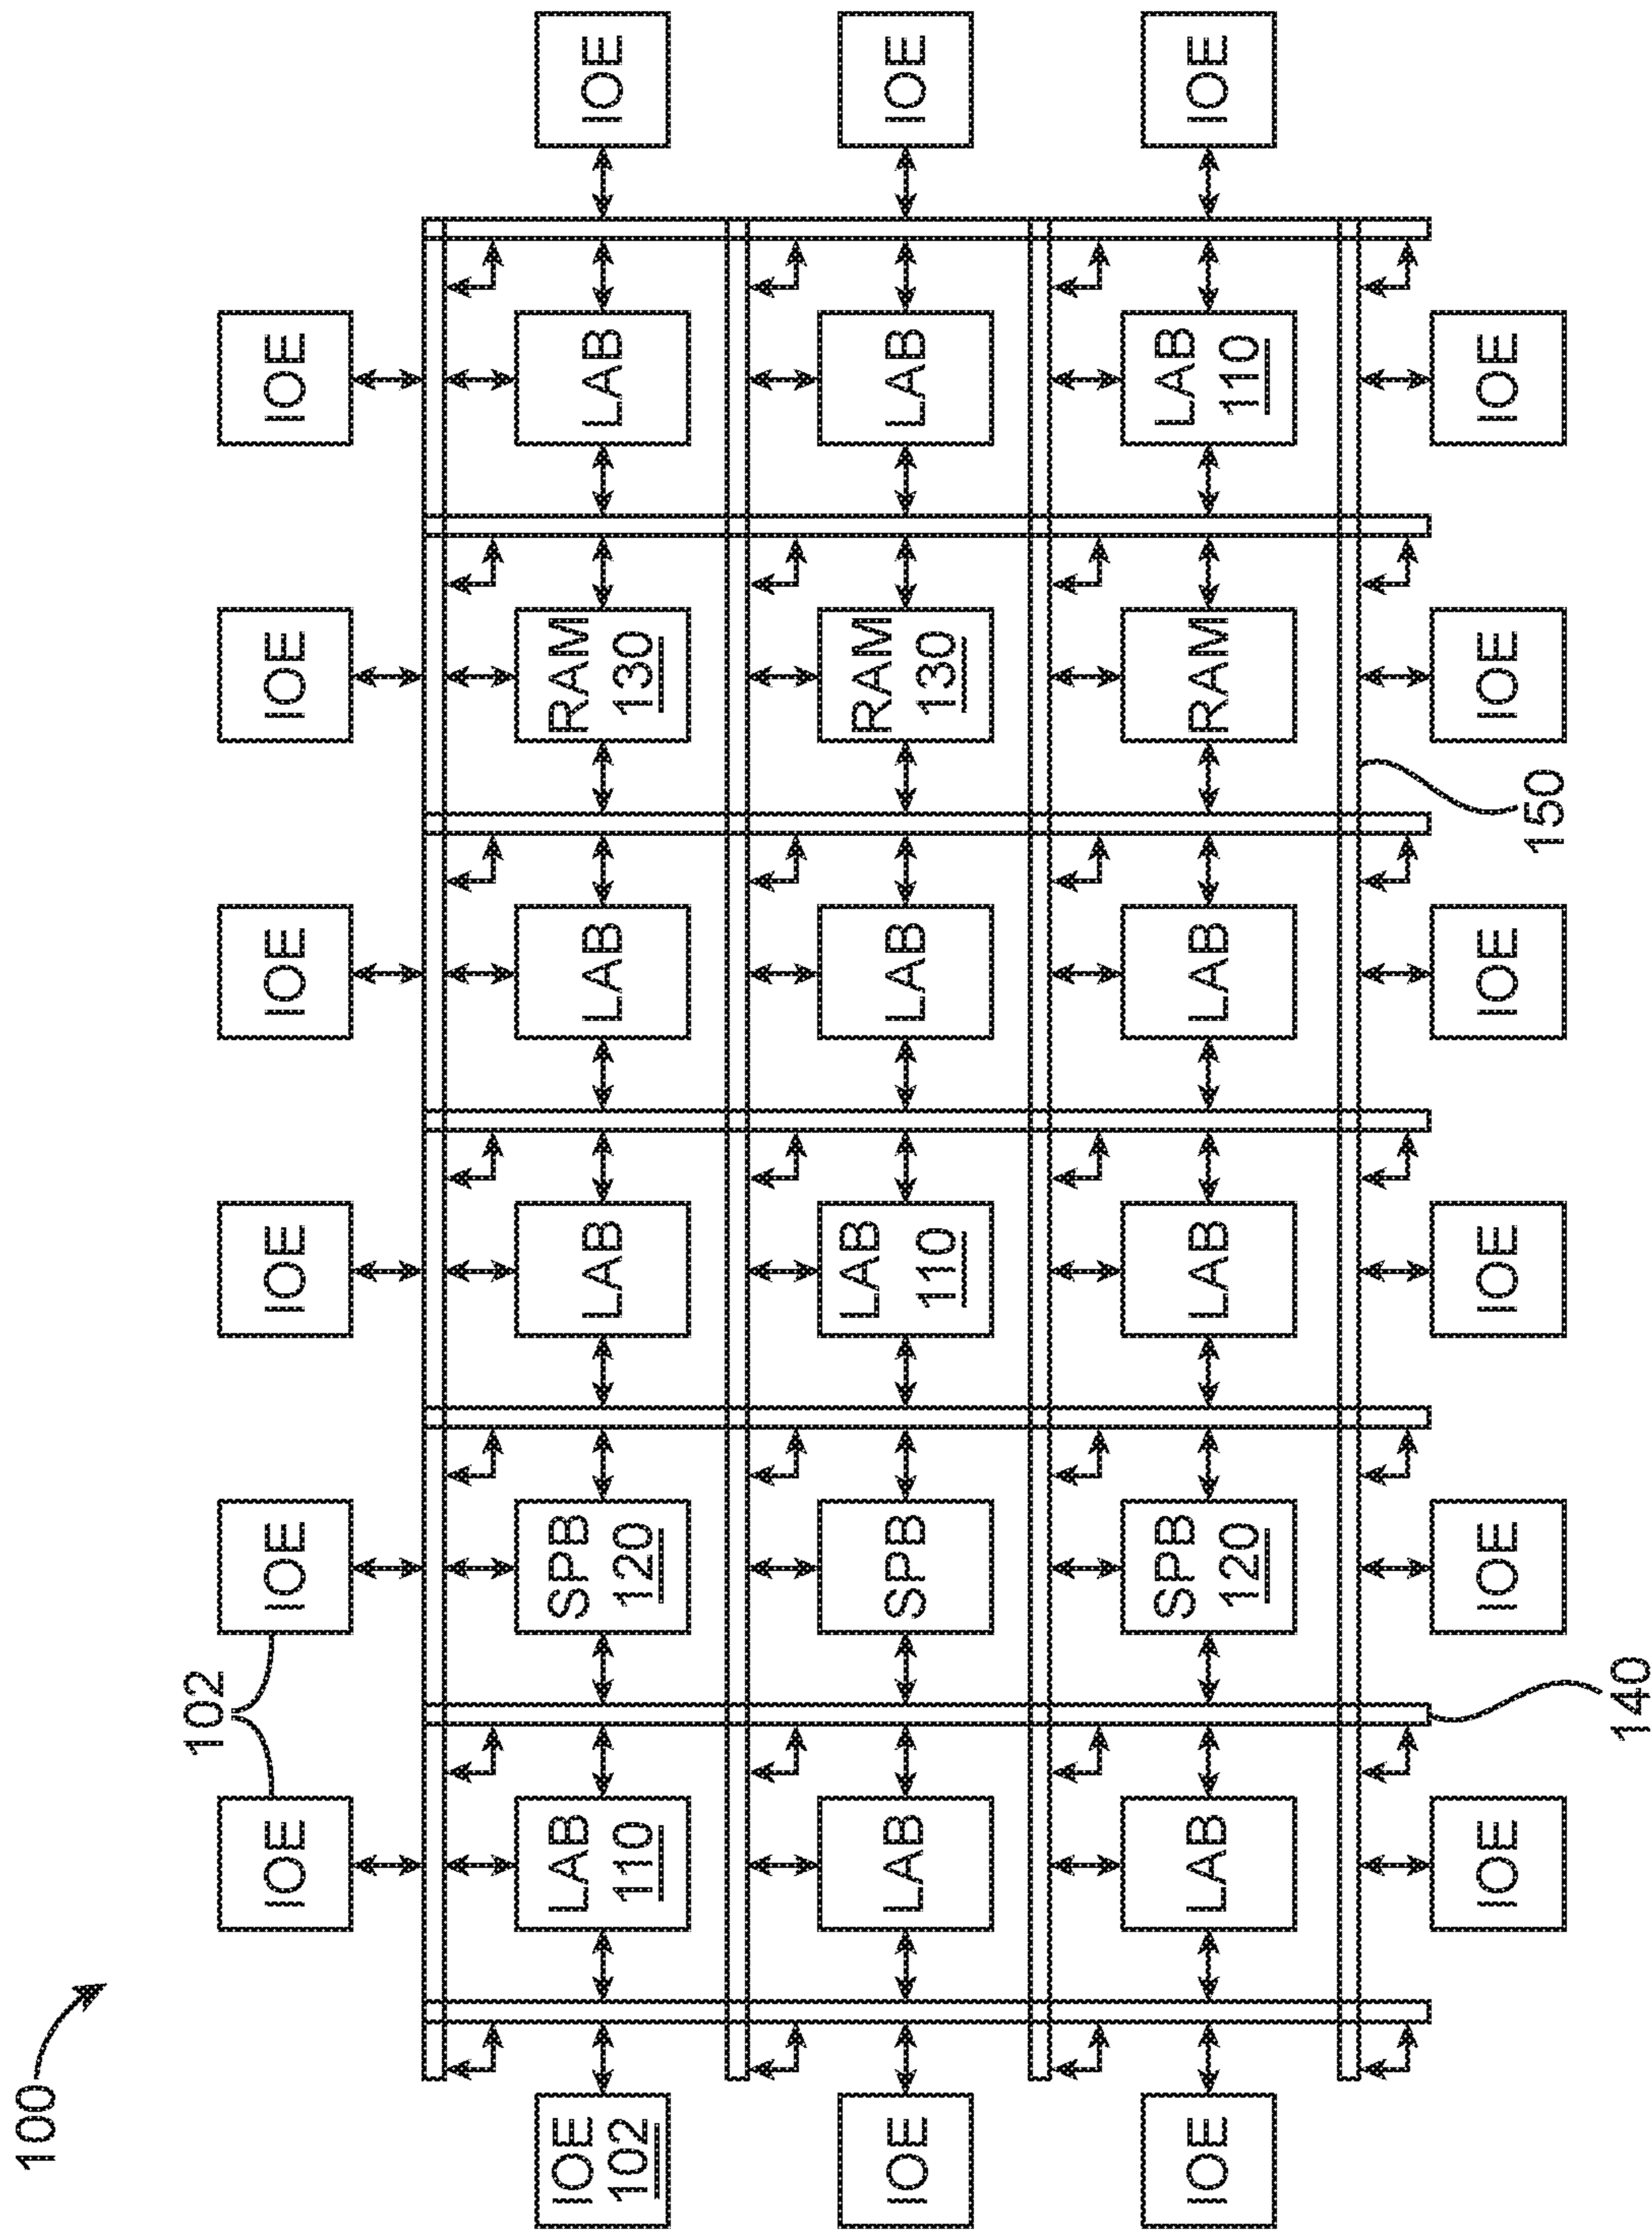 100
102
IOE IOE IOE IOE IOE IOE
IOE LAB SPB LAB LAB RAM LAB IOE
102 110 120 130
IOE LAB SPB LAB LAB RAM LAB IOE
110 130
IOE LAB SPB LAB LAB RAM LAB IOE
120 110
IOE IOE IOE IOE IOE IOE
150
140